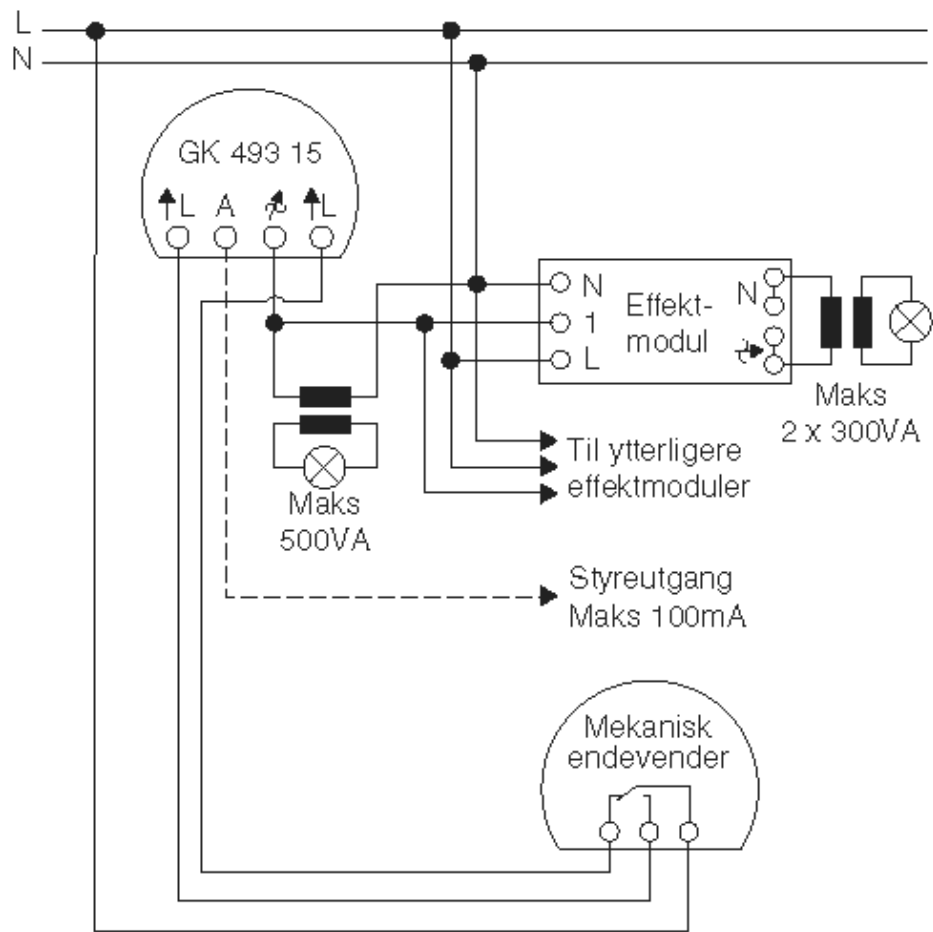 L
N
GK 493 15
L A L
N
1
L
Effekt-
modul
N
Maks
2 x 300VA
Til ytterligere
effektmoduler
Maks
500VA
Styreutgang
Maks 100mA
Mekanisk
endevender